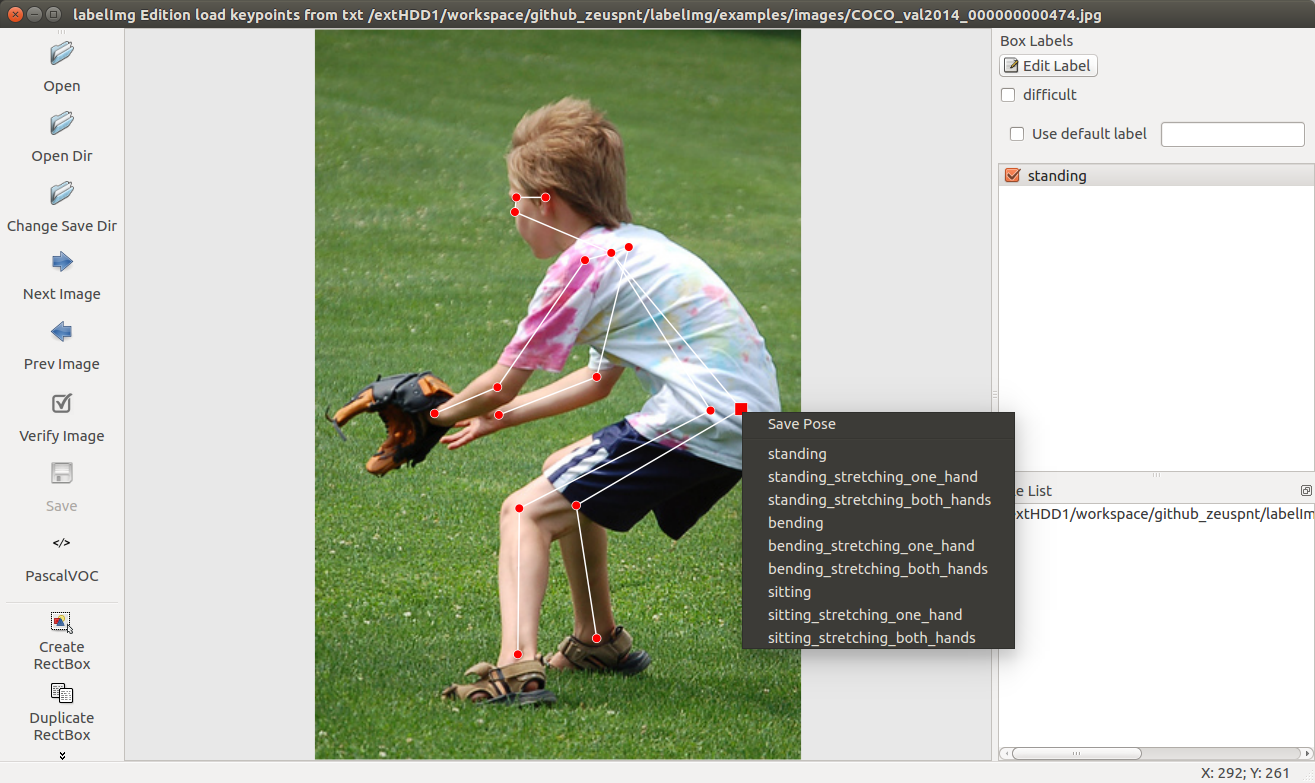 labelImg Edition load keypoints from txt /extHDD1/workspace/github_zeuspnt/labelImg/examples/images/COCO_val2014_000000000474.jpg
Open
Open Dir
Change Save Dir
Next Image
Prev Image
Verify Image
Save
</>
PascalVOC
Create
RectBox
Duplicate
RectBox
Box Labels
Edit Label
difficult
Use default label
standing
Save Pose
standing
standing_stretching_one_hand
standing_stretching_both_hands
bending
bending_stretching_one_hand
bending_stretching_both_hands
sitting
sitting_stretching_one_hand
sitting_stretching_both_hands
e List
xtHDD1/workspace/github_zeuspnt/labelIm
X: 292; Y: 261